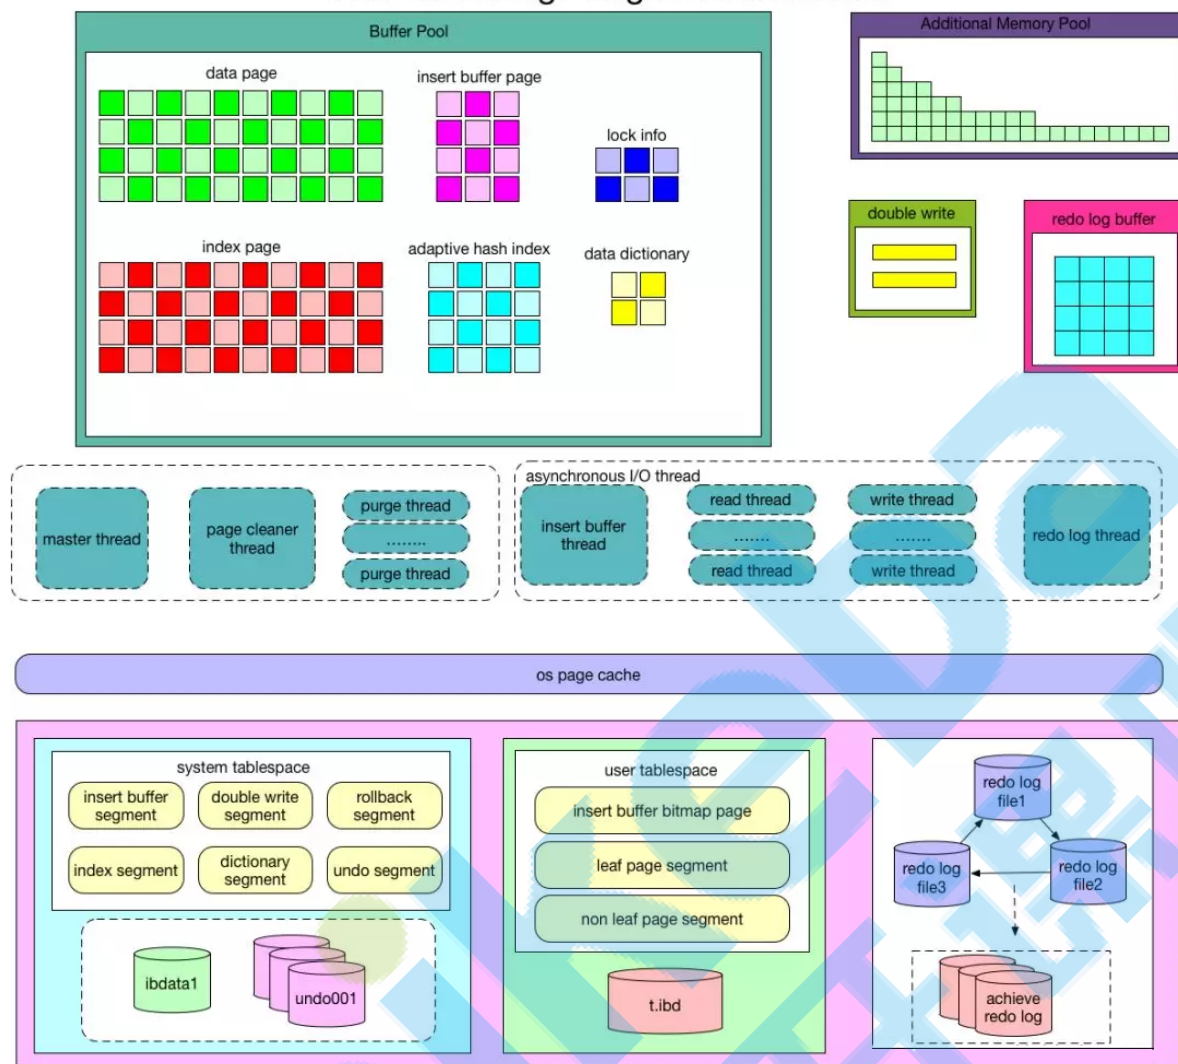 Buffer Pool
Additional Memory Pool
data page
insert buffer page
lock info
double write
redo log buffer
index page
adaptive hash index
data dictionary
asynchronous I/O thread
master thread
page cleaner
thread
purge thread
........
purge thread
insert buffer
thread
read thread
.......
read thread
write thread
.......
write thread
redo log thread
os page cache
system tablespace
insert buffer
segment
double write
segment
rollback
segment
index segment
dictionary
segment
undo segment
ibdata1
undo001
user tablespace
insert buffer bitmap page
leaf page segment
non leaf page segment
t.ibd
redo log
file1
redo log
file3
redo log
file2
achieve
redo log